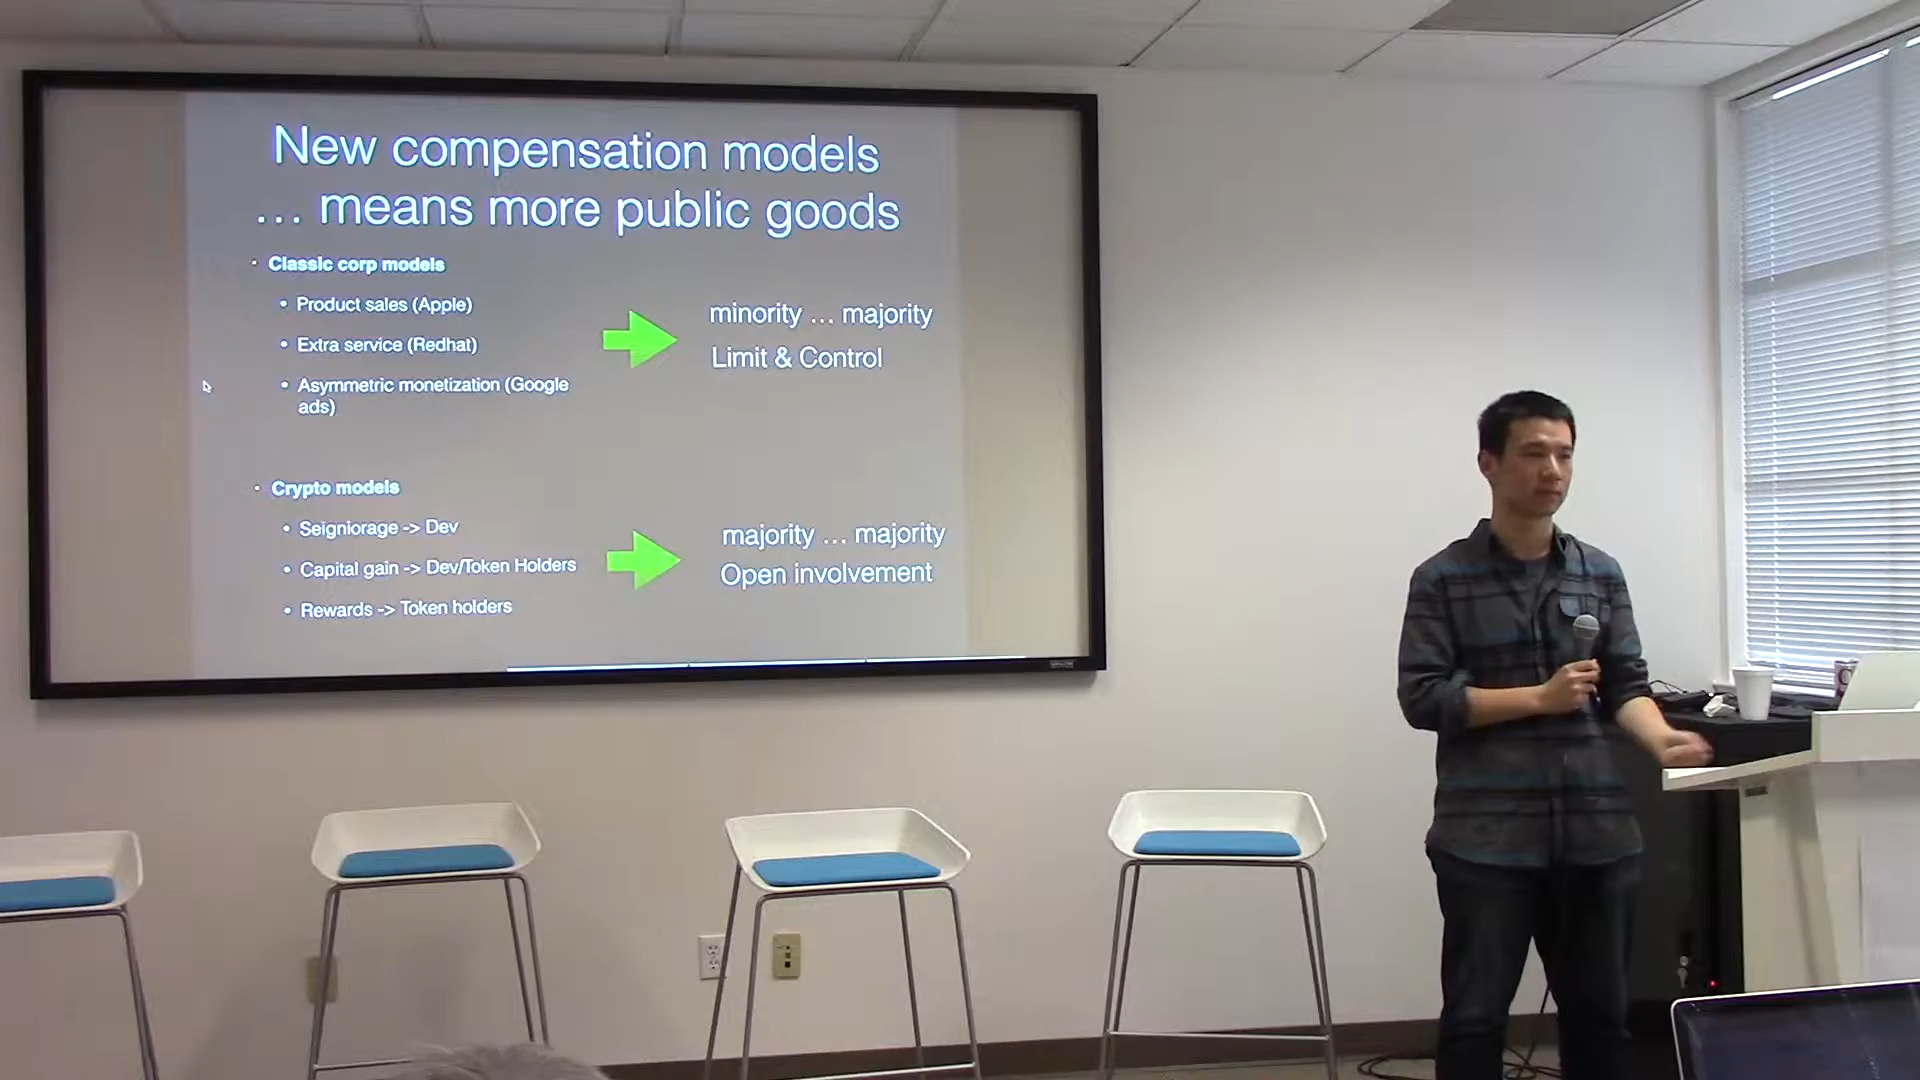 New compensation models
… means more public goods
· Classic corp models
• Product sales (Apple)
• Extra service (Redhat)
• Asymmetric monetization (Google
ads)
minority … majority
Limit & Control
· Crypto models
• Seigniorage -> Dev
• Capital gain -> Dev/Token Holders
• Rewards -> Token holders
majority … majority
Open involvement